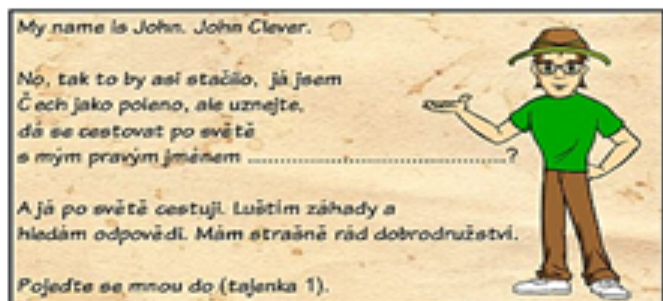 My name is John. John Clever.
No, tak to by asi stačilo, já jsem
Čech jako poleno, ale uznejte,
dá se cestovat po světě
s mým pravým jménem ........................................?
A já po světě cestuji. Luštím záhady a
hledám odpovědi. Mám strašně rád dobrodružství.
Pojeďte se mnou do (tajenka 1).